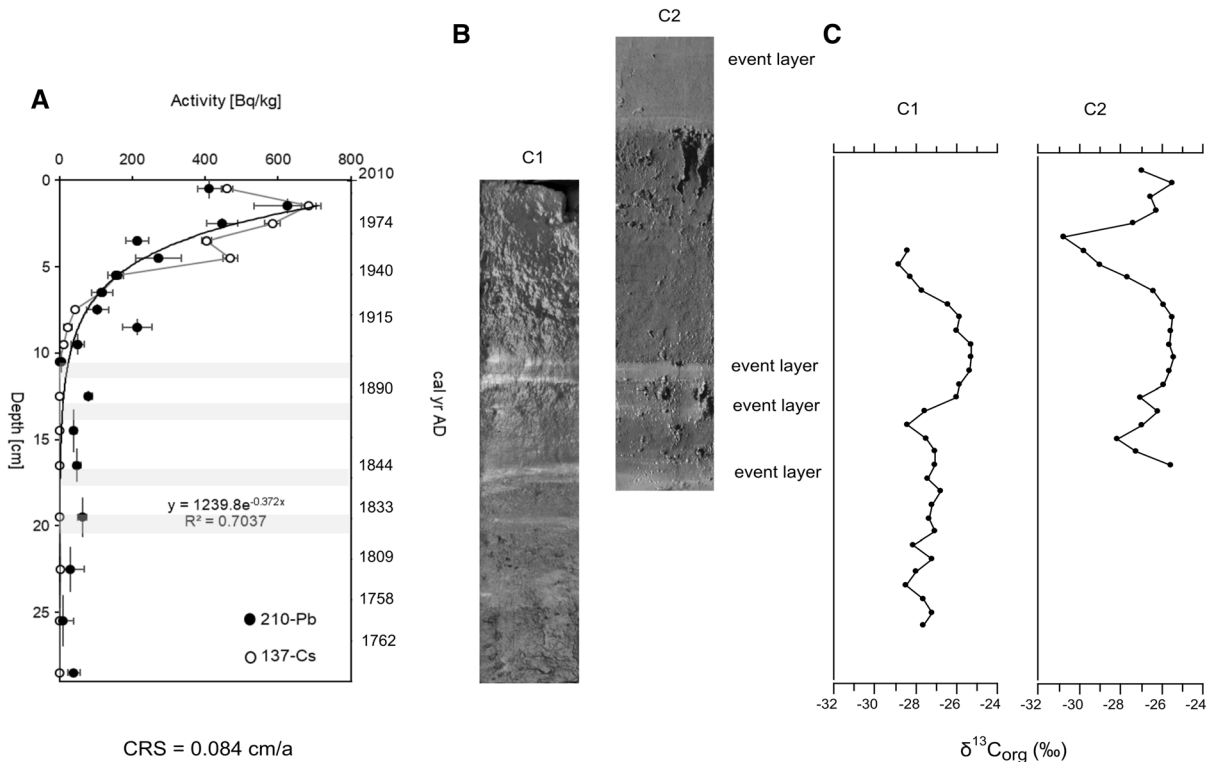 A
Activity [Bq/kg]
0 200 400 600 800
0
5
10
15
20
25
Depth [cm]
2010
1974
1940
1915
1890
1844
1833
1809
1758
1762
cal yr AD
y = 1239.8e-0.372x
R² = 0.7037
210-Pb
137-Cs
CRS = 0.084 cm/a
B
C1
C2
event layer
event layer
event layer
event layer
C
C1
C2
-32 -30 -28 -26 -24
-32 -30 -28 -26 -24
δ13Corg (‰)